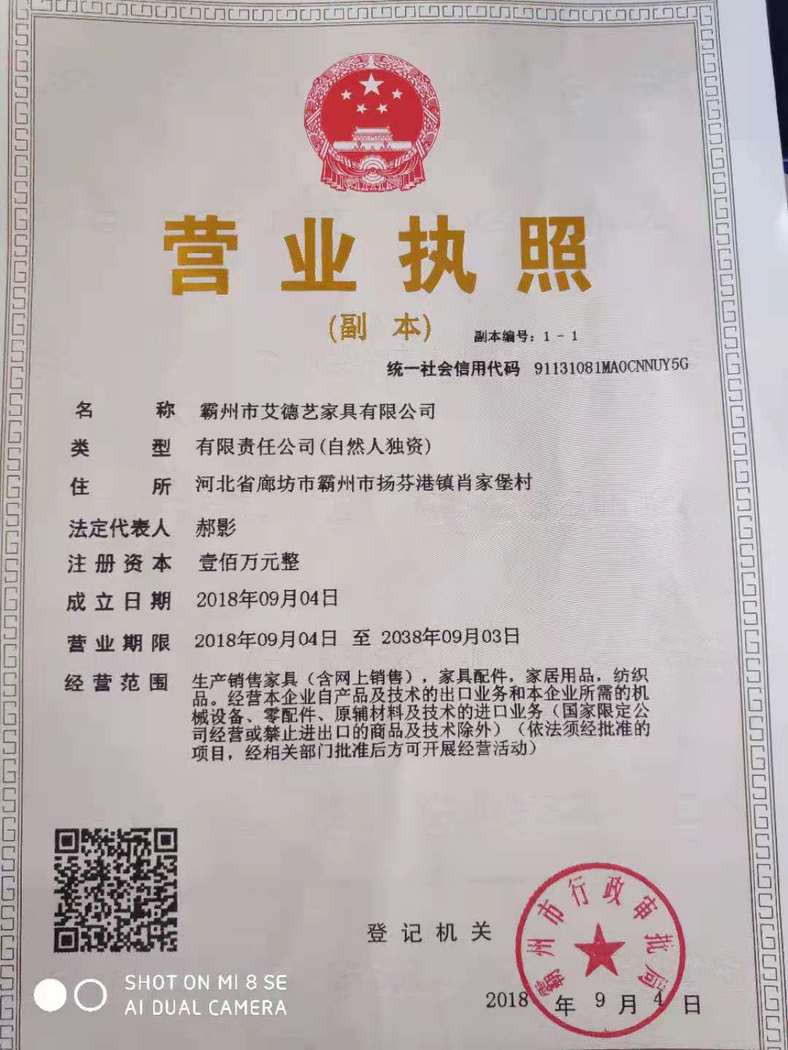 营业执照
(副 本)
副本编号：1 - 1
统一社会信用代码 91131081MA0CNNUY5G
名 称 霸州市艾德艺家具有限公司
类 型 有限责任公司(自然人独资)
住 所 河北省廊坊市霸州市扬芬港镇肖家堡村
法定代表人 郝影
注册资本 壹佰万元整
成立日期 2018年09月04日
营业期限 2018年09月04日 至 2038年09月03日
经营范围 生产销售家具（含网上销售），家具配件，家居用品，纺织
品。经营本企业自产品及技术的出口业务和本企业所需的机
械设备、零配件、原辅材料及技术的进口业务（国家限定公
司经营或禁止进出口的商品及技术除外）（依法须经批准的
项目，经相关部门批准后方可开展经营活动）
登记机关
霸州市行政审批局
2018 年 9 月 4 日
SHOT ON MI 8 SE
AI DUAL CAMERA